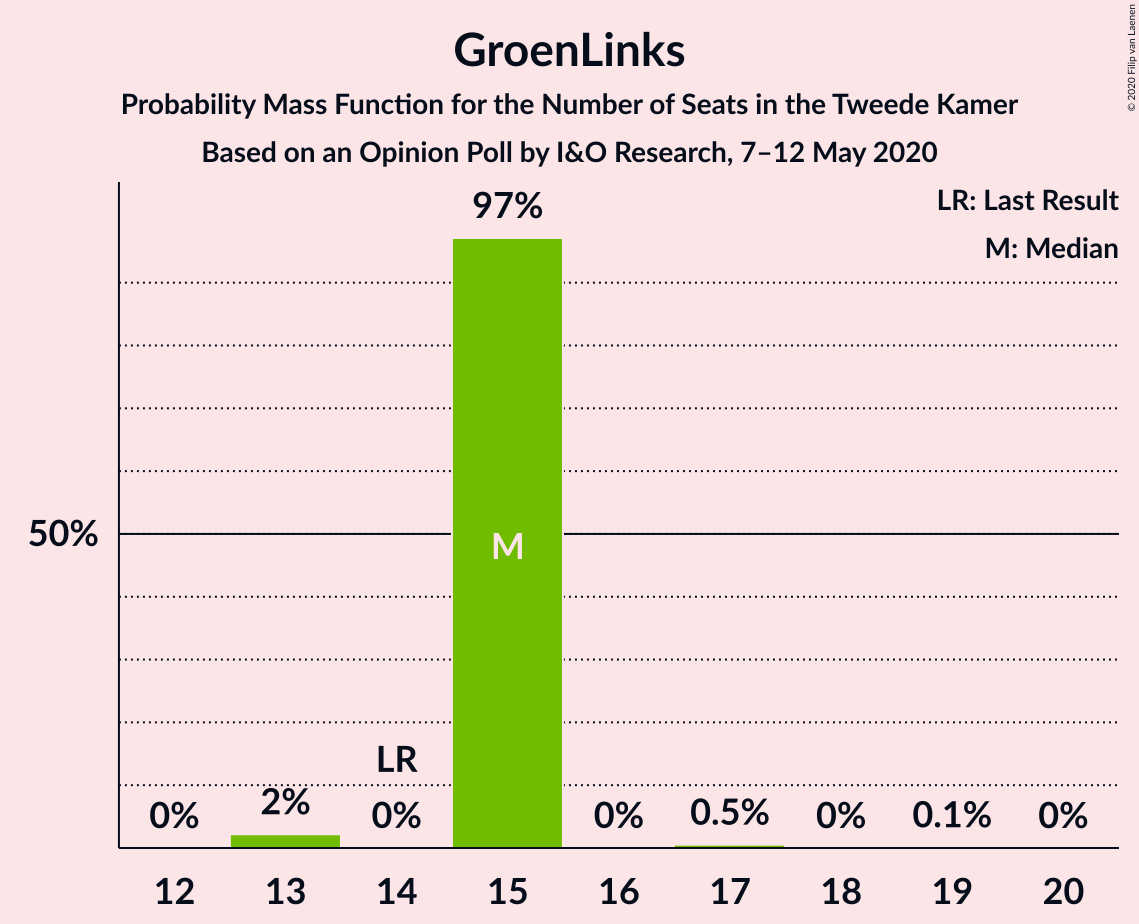 GroenLinks
Probability Mass Function for the Number of Seats in the Tweede Kamer
Based on an Opinion Poll by I&O Research, 7–12 May 2020
© 2020 Filip van Laenen
LR: Last Result
M: Median
97%
50%
M
LR
0%
2%
0%
0%
0.5%
0%
0.1%
0%
12 13 14 15 16 17 18 19 20